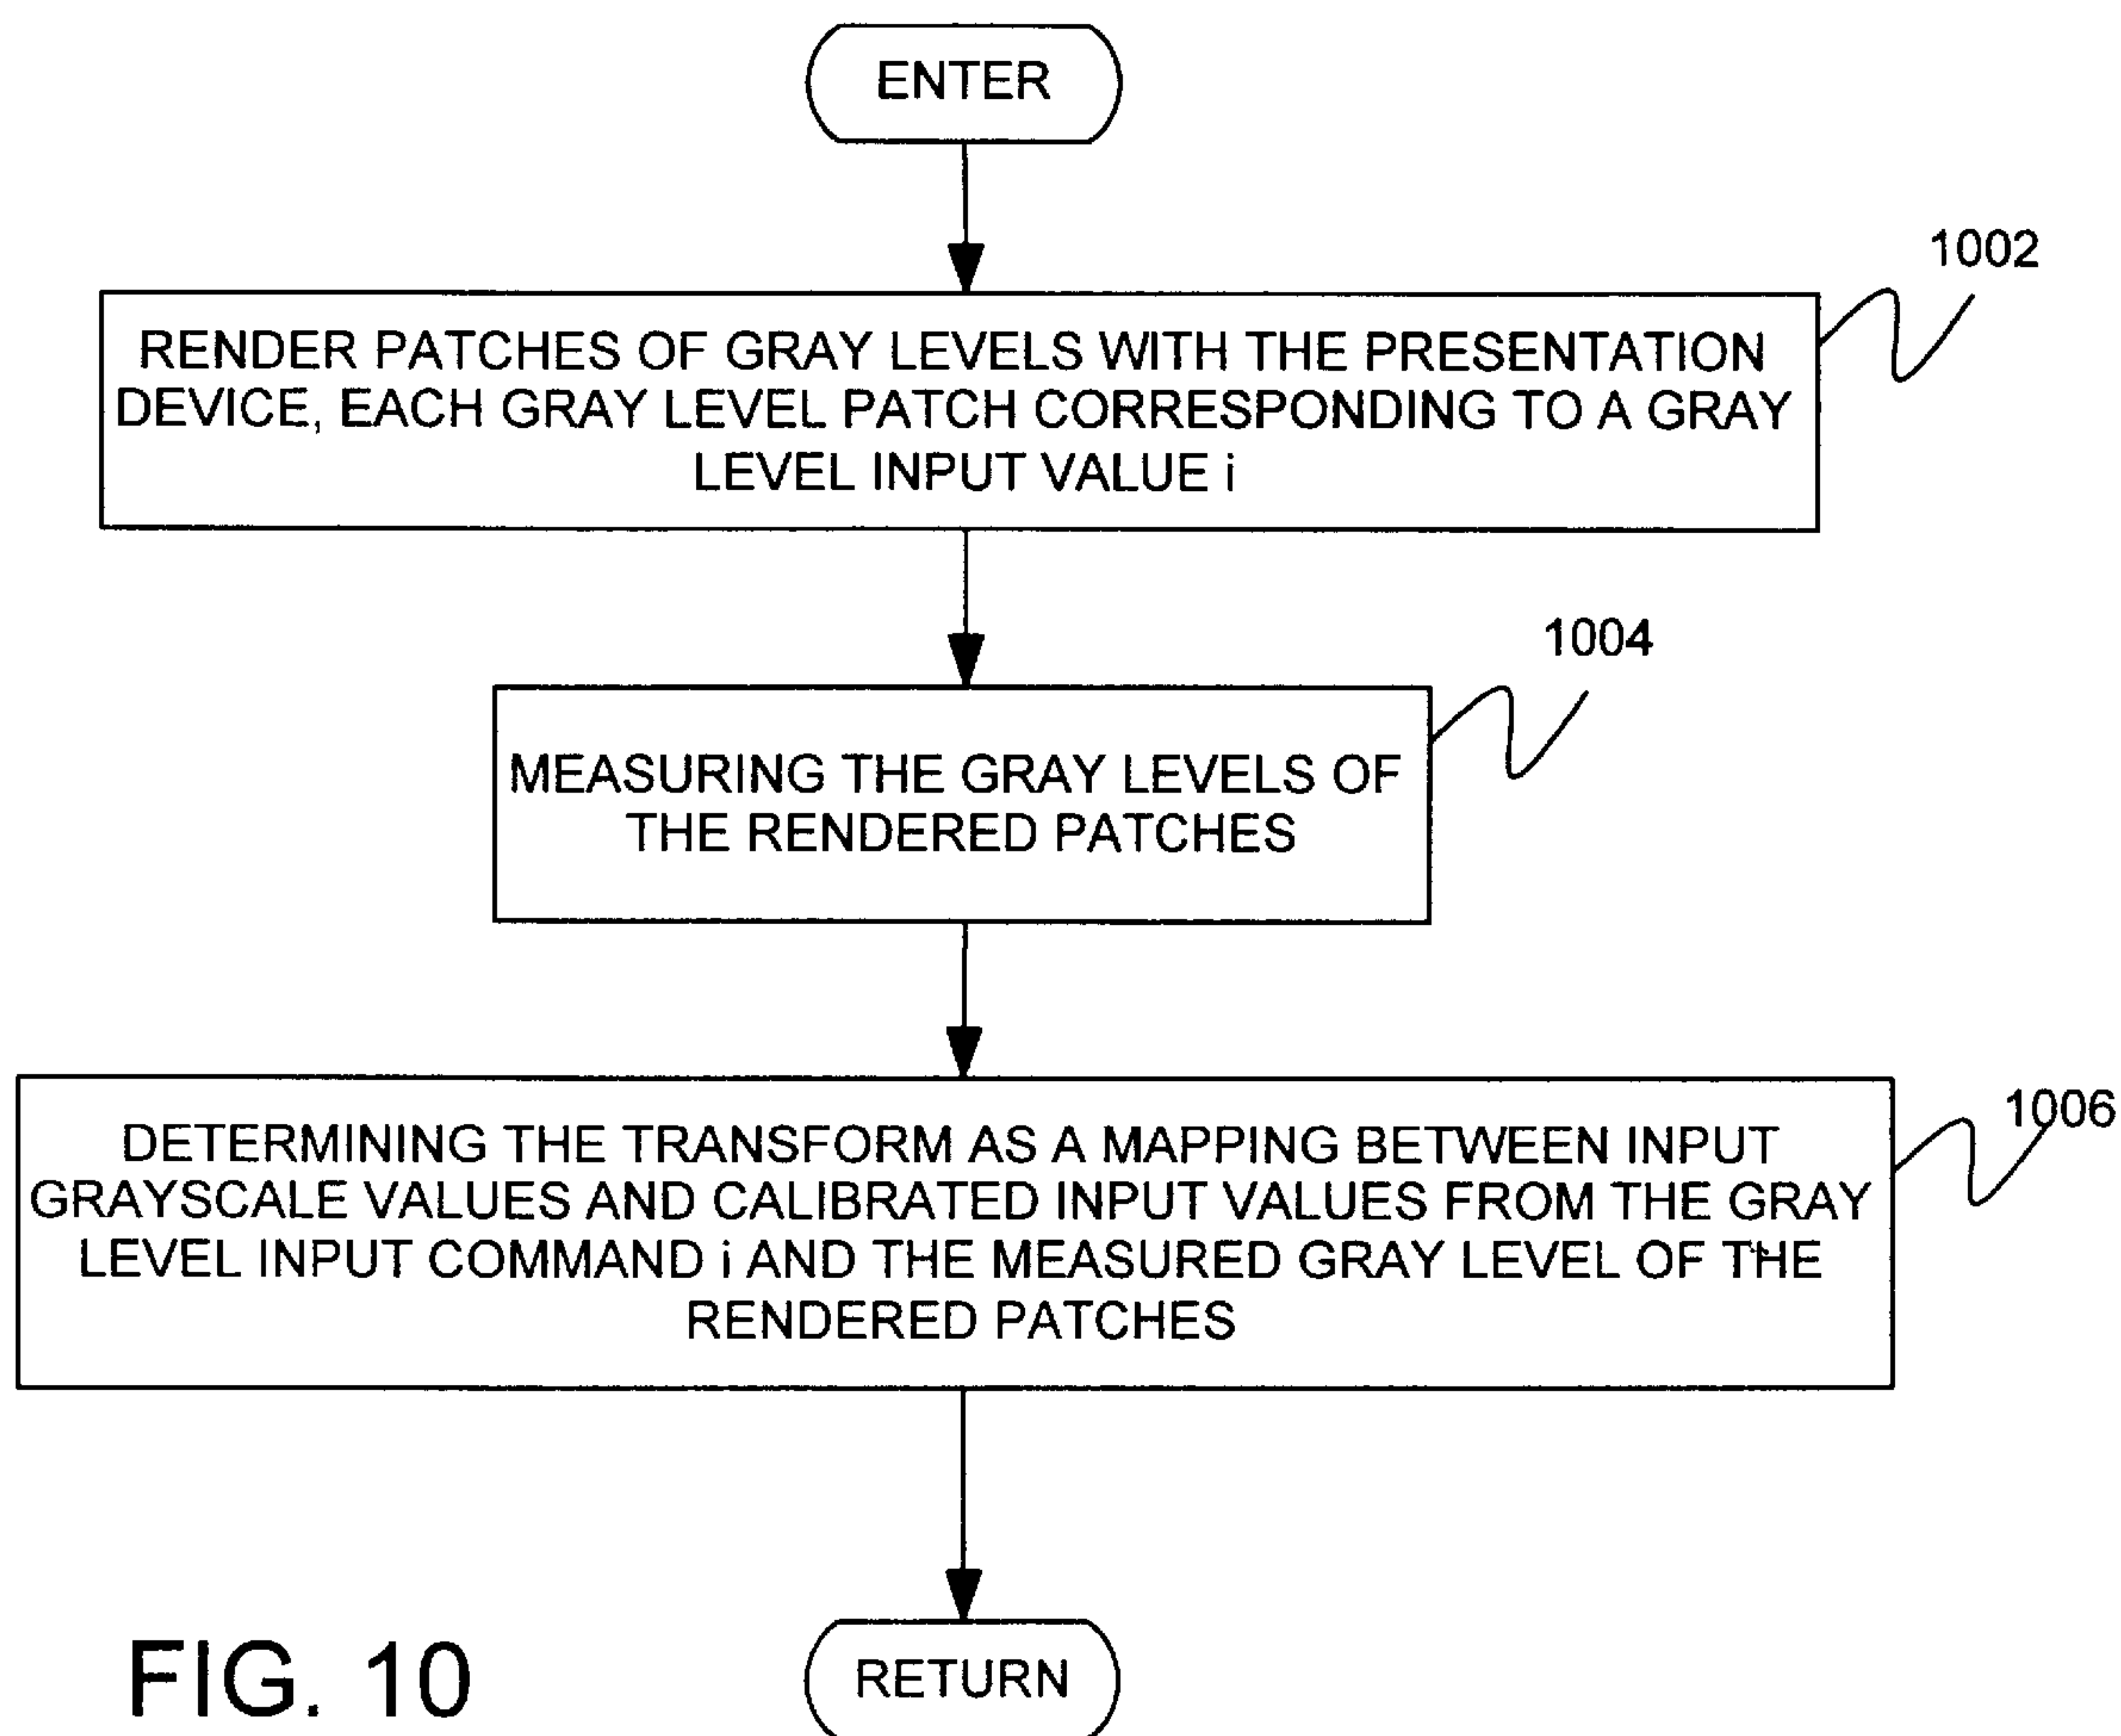 ENTER
1002
RENDER PATCHES OF GRAY LEVELS WITH THE PRESENTATION
DEVICE, EACH GRAY LEVEL PATCH CORRESPONDING TO A GRAY
LEVEL INPUT VALUE i
1004
MEASURING THE GRAY LEVELS OF
THE RENDERED PATCHES
1006
DETERMINING THE TRANSFORM AS A MAPPING BETWEEN INPUT
GRAYSCALE VALUES AND CALIBRATED INPUT VALUES FROM THE GRAY
LEVEL INPUT COMMAND i AND THE MEASURED GRAY LEVEL OF THE
RENDERED PATCHES
RETURN
FIG. 10